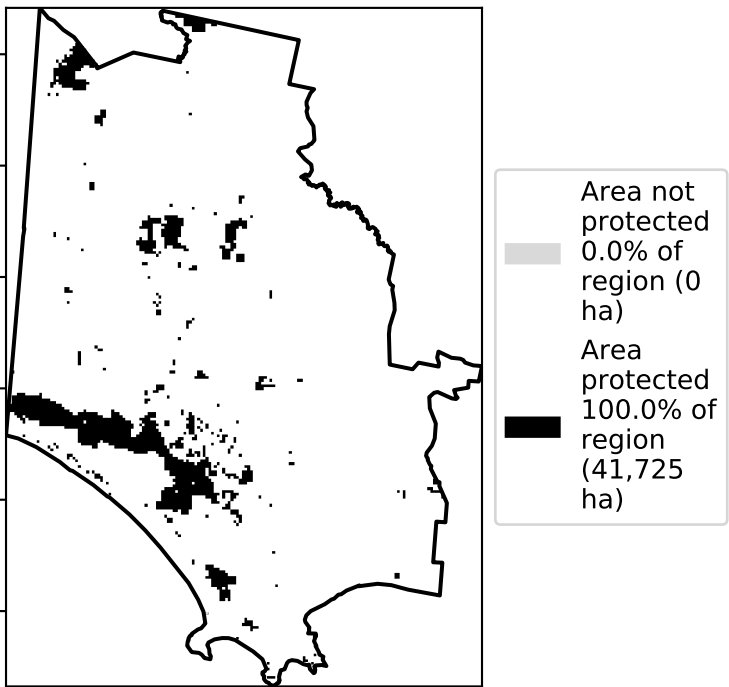 Area not
protected
0.0% of
region (0
ha)
Area
protected
100.0% of
region
(41,725
ha)